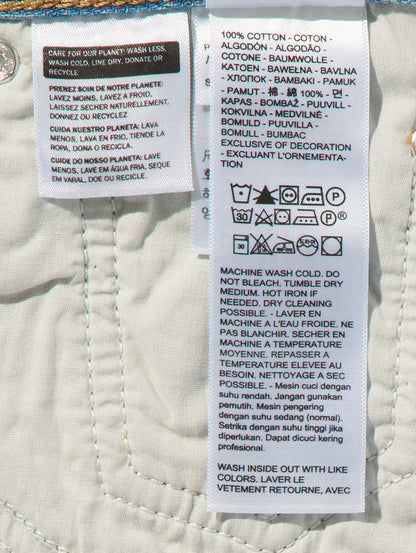 CARE FOR OUR PLANET: WASH LESS,
WASH COLD, LINE DRY, DONATE OR
RECYCLE
PRENEZ SOIN DE NOTRE PLANETE:
LAVEZ MOINS, LAVEZ A FROID,
LAISSEZ SECHER NATURELLEMENT,
DONNEZ OU RECYCLEZ
CUIDA NUESTRO PLANETA: LAVA
MENOS, LAVA EN FRIO, TIENDE LA
ROPA, DONA O RECICLA.
CUIDE DO NOSSO PLANETA: LAVE
MENOS, LAVE EM ÁGUA FRIA, SEQUE
EM VARAL, DOE OU RECICLE.
100% COTTON - COTON -
ALGODÓN - ALGODÃO -
COTONE - BAUMWOLLE -
KATOEN - BAWEŁNA - BAVLNA
- ХЛОПОК - BAMBAKI - PAMUK
- PAMUT - 棉 - 綿 100% - 면 -
KAPAS - BOMBAŽ - PUUVILL -
KOKVILNA - MEDVILNĖ -
BOMULD - PUUVILLA -
BOMULL - BUMBAC
EXCLUSIVE OF DECORATION
- EXCLUANT L'ORNEMENTA-
TION
P
30 P ®
30
MACHINE WASH COLD. DO
NOT BLEACH. TUMBLE DRY
MEDIUM. HOT IRON IF
NEEDED. DRY CLEANING
POSSIBLE. - LAVER EN
MACHINE A L'EAU FROIDE. NE
PAS BLANCHIR. SECHER EN
MACHINE A TEMPERATURE
MOYENNE. REPASSER A
TEMPERATURE ELEVEE AU
BESOIN. NETTOYAGE A SEC
POSSIBLE. - Mesin cuci dengan
suhu rendah. Jangan gunakan
pemutih. Mesin pengering
dengan suhu sedang (normal).
Setrika dengan suhu tinggi jika
diperlukan. Dapat dicuci kering
profesional.
WASH INSIDE OUT WITH LIKE
COLORS. LAVER LE
VETEMENT RETOURNE, AVEC